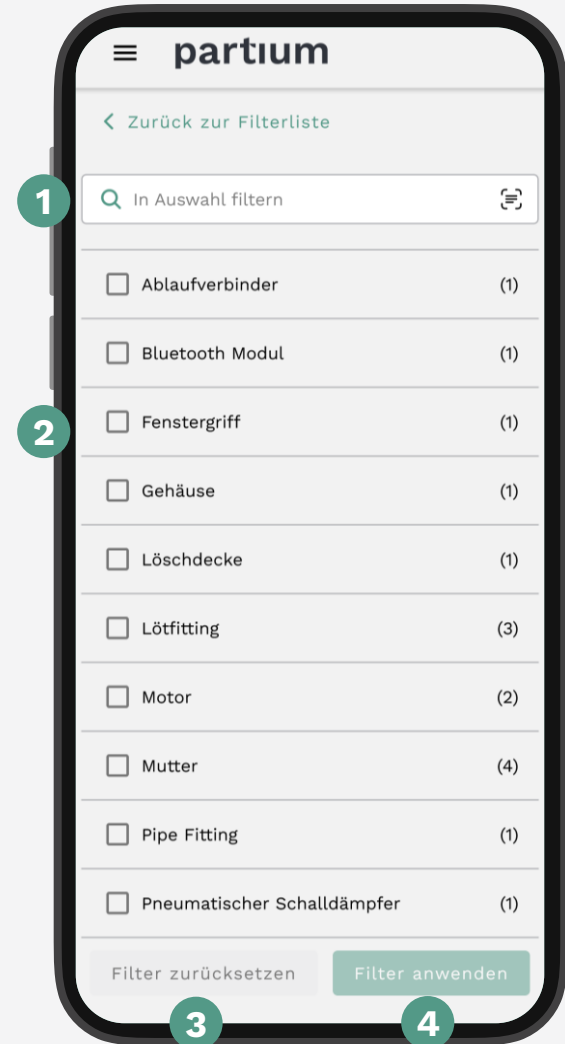 partıum
Zurück zur Filterliste
1
In Auswahl filtern
Ablaufverbinder (1)
Bluetooth Modul (1)
2
Fenstergriff (1)
Gehäuse (1)
Löschdecke (1)
Lötfitting (3)
Motor (2)
Mutter (4)
Pipe Fitting (1)
Pneumatischer Schalldämpfer (1)
Filter zurücksetzen Filter anwenden
3 4